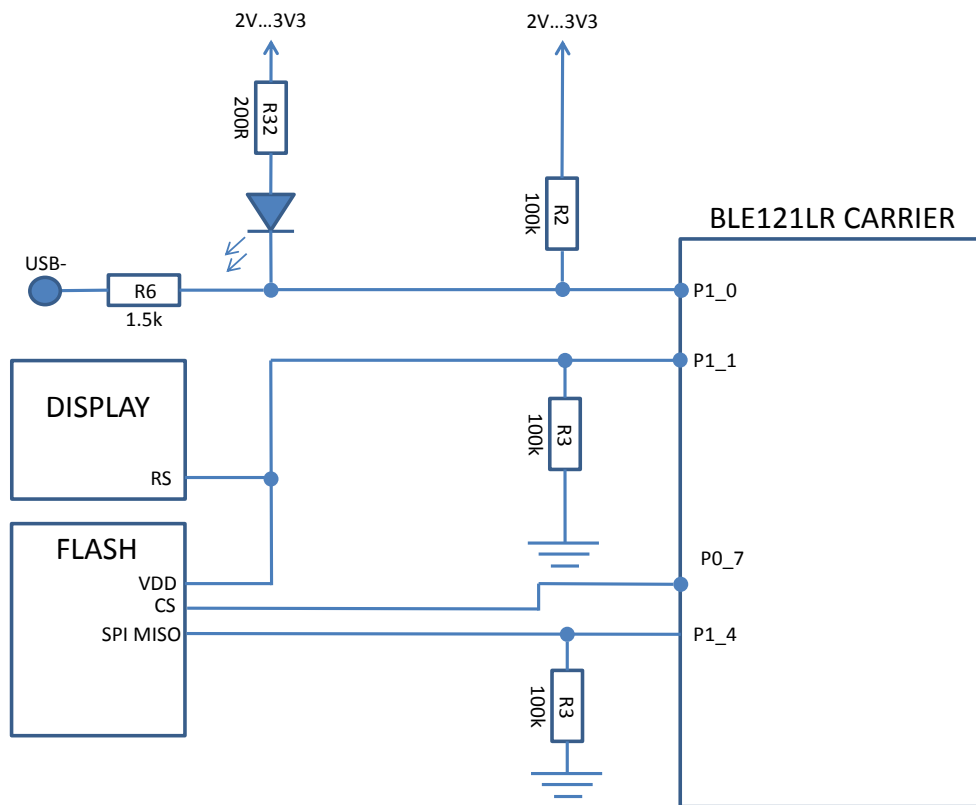 2V...3V3
2V...3V3
R32
200R
R2
100k
BLE121LR CARRIER
USB-
R6
1.5k
P1_0
P1_1
DISPLAY
RS
R3
100k
FLASH
VDD
CS
SPI MISO
P0_7
P1_4
R3
100k